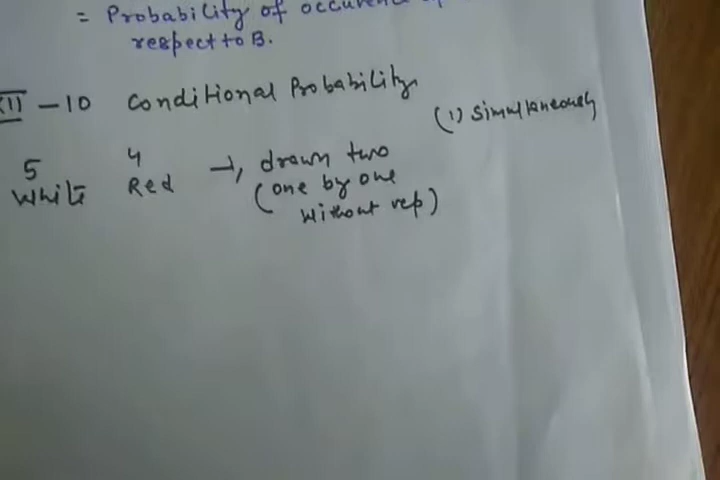 = Probability of
respect to B.
XII - 10 Conditional Probability
(1) Simultaneously
5 4 → drawn two
White Red (one by one
without rep)